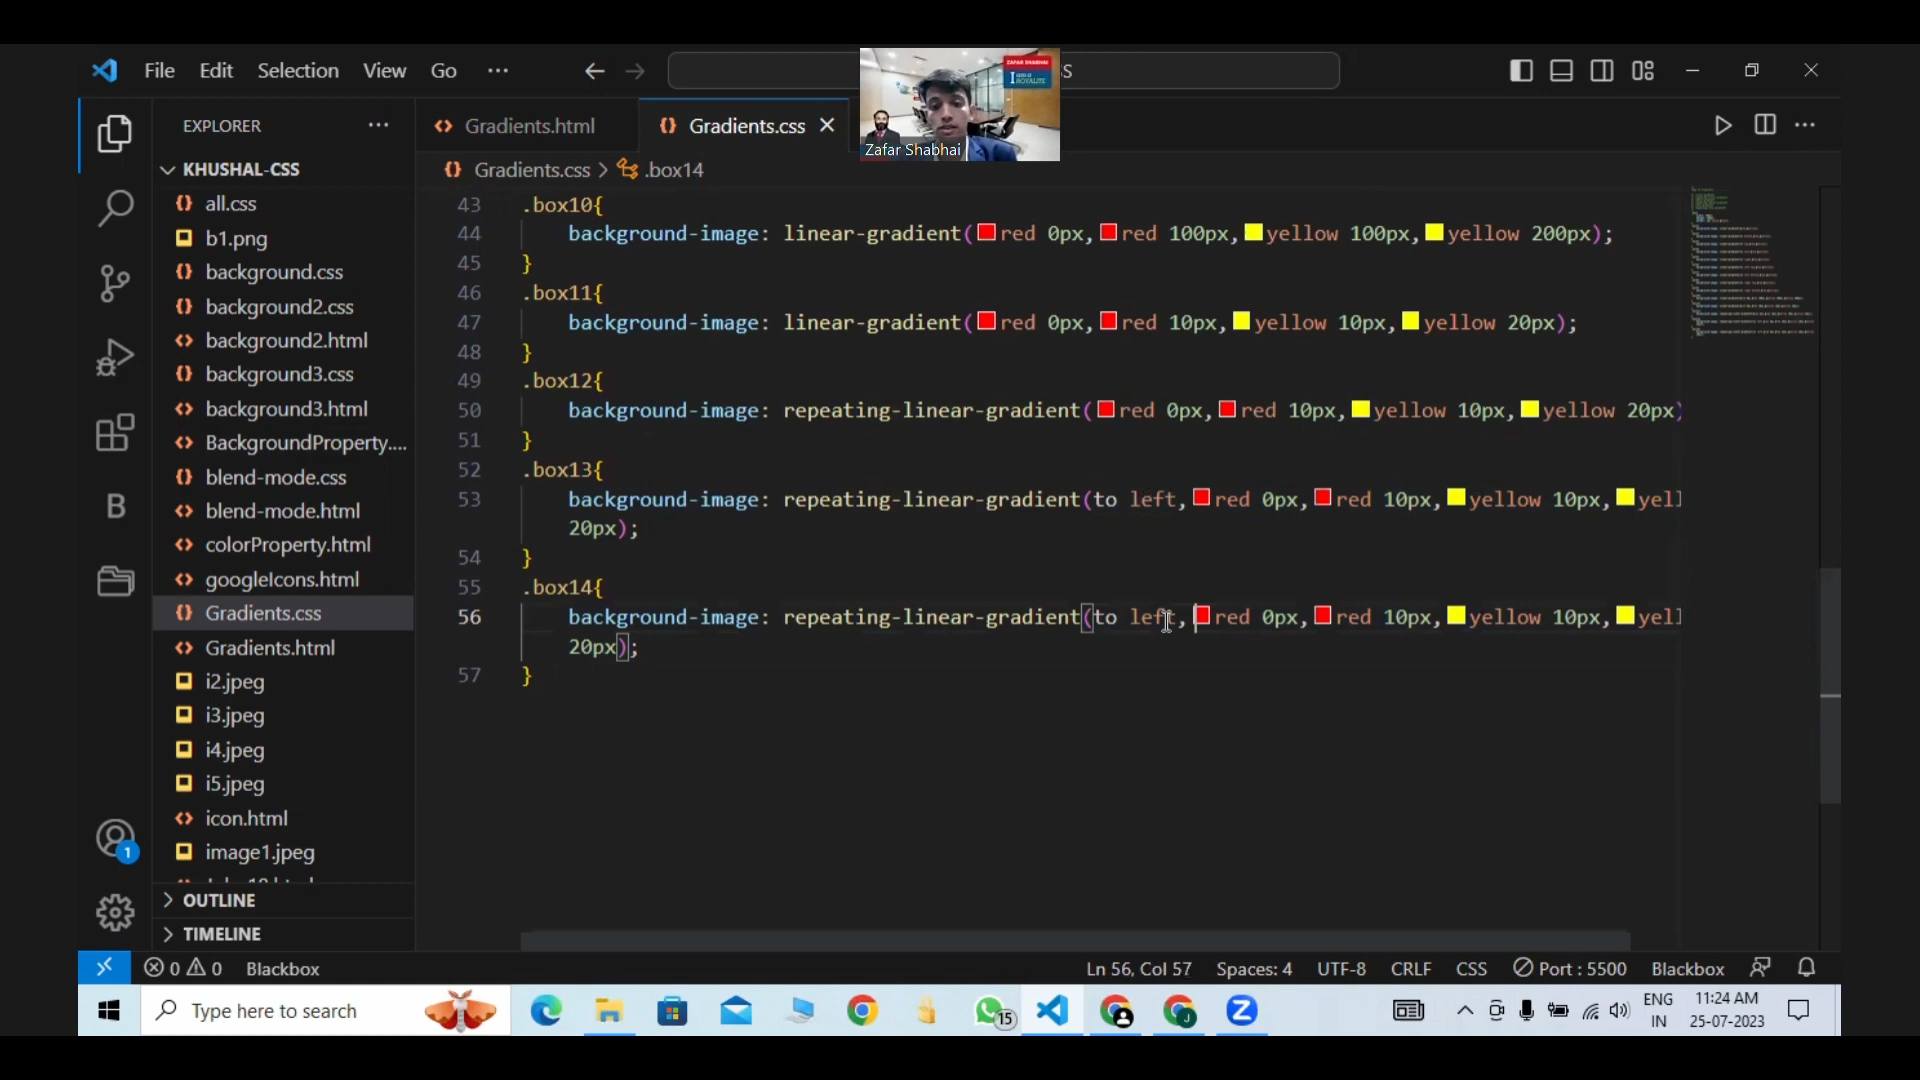 File Edit Selection View Go ···
S
ZAFAR SHABHAI
Zafar Shabhai
EXPLORER ···
Gradients.html
Gradients.css
Gradients.css > .box14
KHUSHAL-CSS
all.css
b1.png
background.css
background2.css
background2.html
background3.css
background3.html
BackgroundProperty....
blend-mode.css
blend-mode.html
colorProperty.html
googleIcons.html
Gradients.css
Gradients.html
i2.jpeg
i3.jpeg
i4.jpeg
i5.jpeg
icon.html
image1.jpeg
OUTLINE
TIMELINE
43 .box10{
44 background-image: linear-gradient(red 0px,red 100px,yellow 100px,yellow 200px);
45 }
46 .box11{
47 background-image: linear-gradient(red 0px,red 10px,yellow 10px,yellow 20px);
48 }
49 .box12{
50 background-image: repeating-linear-gradient(red 0px,red 10px,yellow 10px,yellow 20px)
51 }
52 .box13{
53 background-image: repeating-linear-gradient(to left,red 0px,red 10px,yellow 10px,yell
20px);
54 }
55 .box14{
56 background-image: repeating-linear-gradient(to left,red 0px,red 10px,yellow 10px,yell
20px);
57 }
1
0 0 Blackbox
Ln 56, Col 57 Spaces: 4 UTF-8 CRLF CSS Port : 5500 Blackbox
Type here to search
15
ENG
IN
11:24 AM
25-07-2023